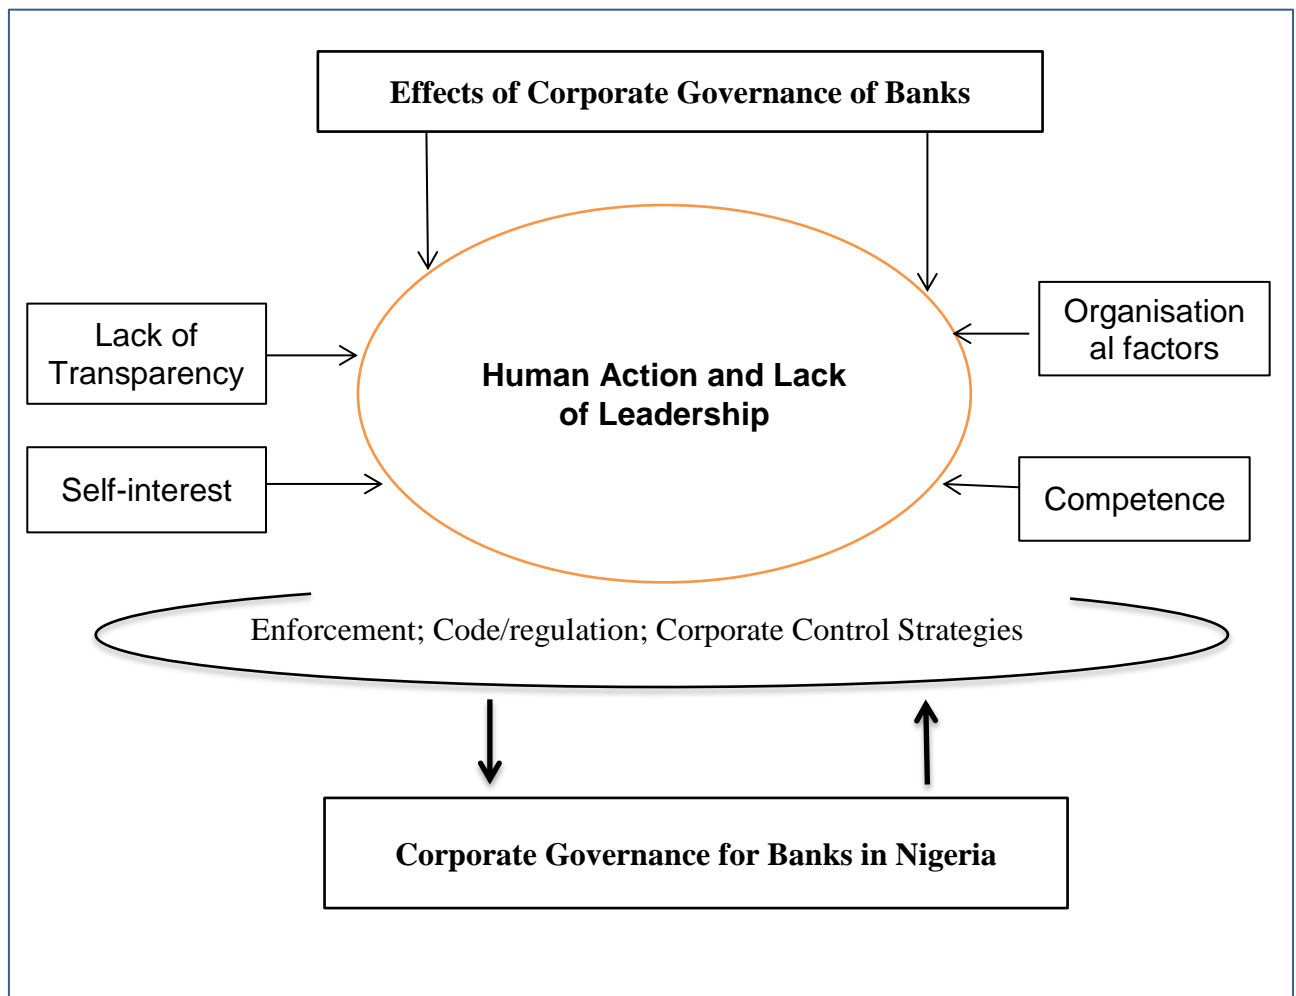 Effects of Corporate Governance of Banks
Lack of
Transparency
Organisation
al factors
Human Action and Lack
of Leadership
Self-interest
Competence
Enforcement; Code/regulation; Corporate Control Strategies
Corporate Governance for Banks in Nigeria